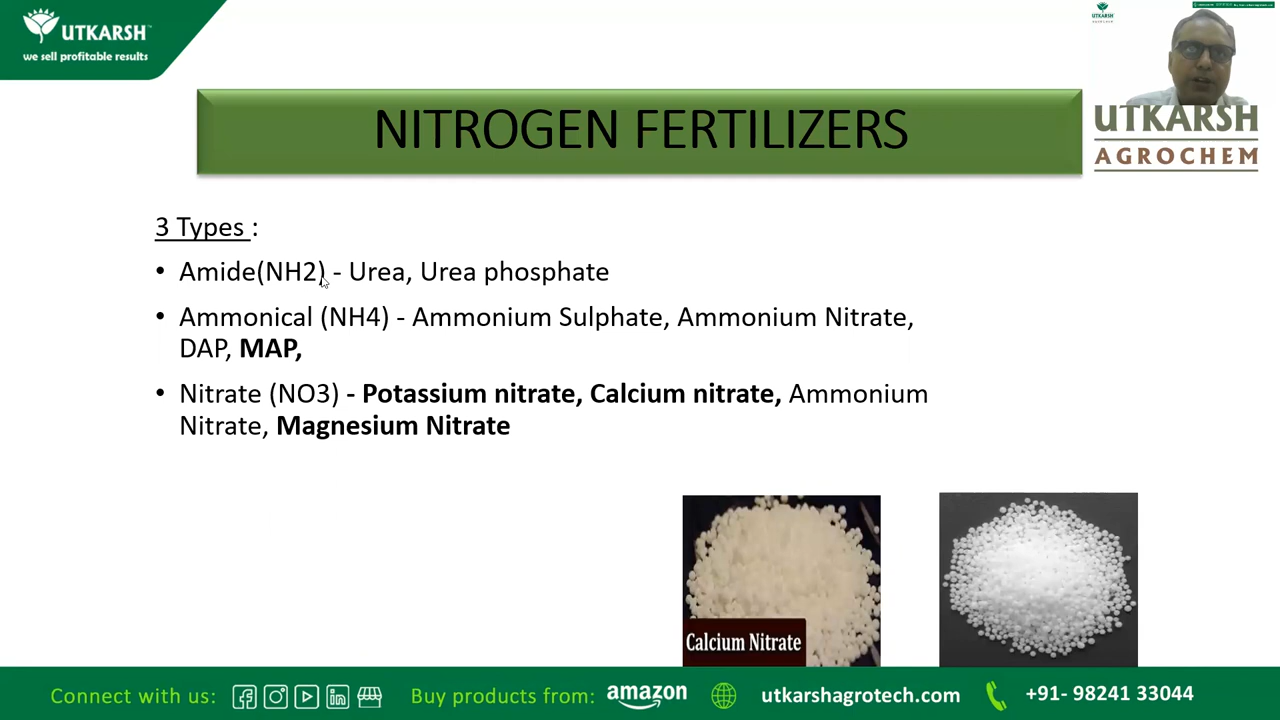 UTKARSH
we sell profitable results
UTKARSH
NITROGEN FERTILIZERS
UTKARSH
AGROCHEM
3 Types :
• Amide(NH2) - Urea, Urea phosphate
• Ammonical (NH4) - Ammonium Sulphate, Ammonium Nitrate,
DAP, MAP,
• Nitrate (NO3) - Potassium nitrate, Calcium nitrate, Ammonium
Nitrate, Magnesium Nitrate
Calcium Nitrate
Connect with us:
Buy products from: amazon
utkarshagrotech.com
+91- 98241 33044